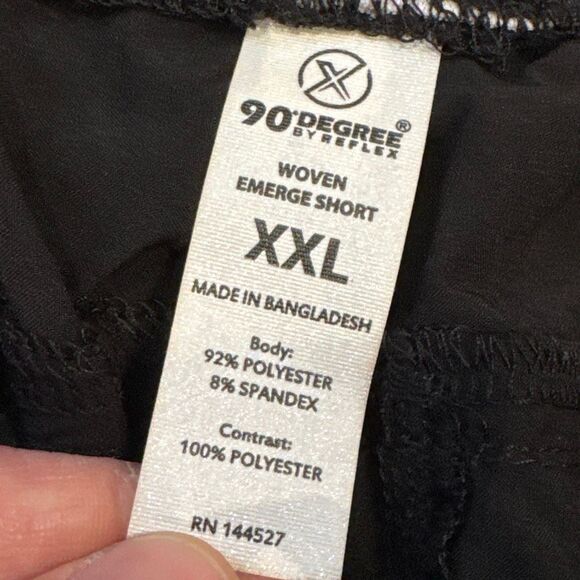 90°DEGREE®
BY REFLEX
WOVEN
EMERGE SHORT
XXL
MADE IN BANGLADESH
Body:
92% POLYESTER
8% SPANDEX
Contrast:
100% POLYESTER
RN 144527